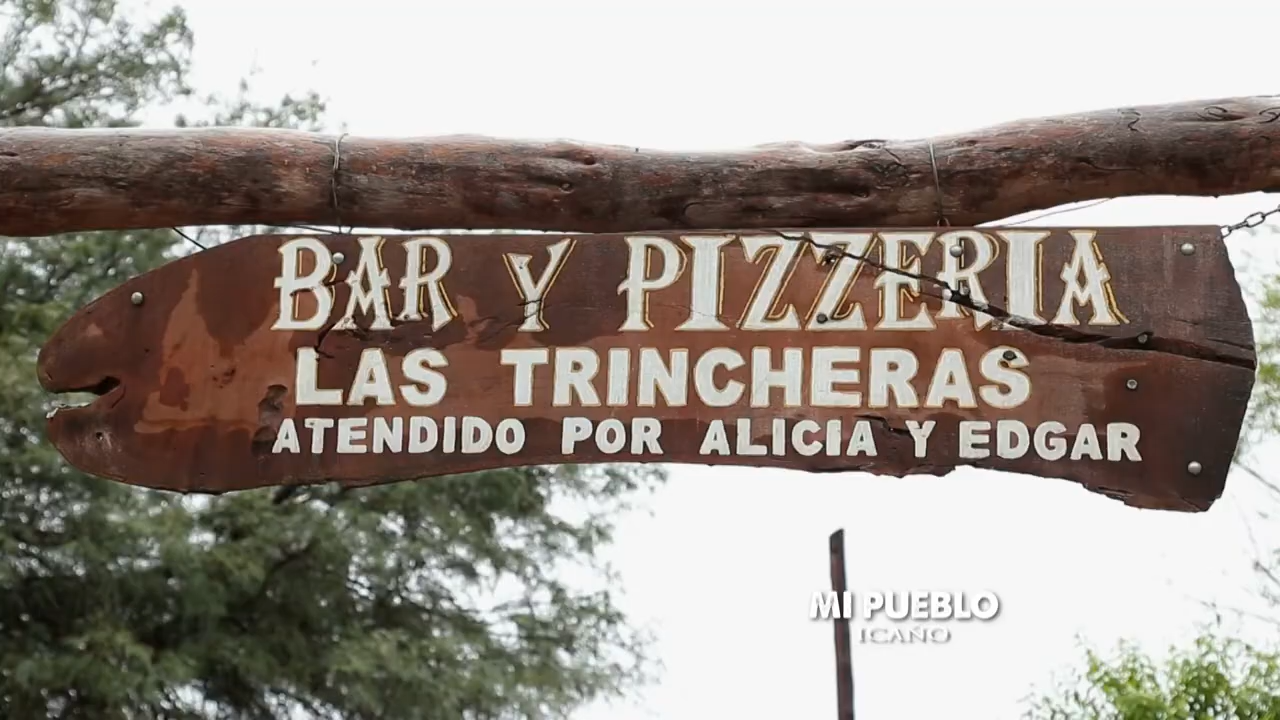 BAR Y PIZZERIA
LAS TRINCHERAS
ATENDIDO POR ALICIA Y EDGAR
MI PUEBLO
ICAÑO